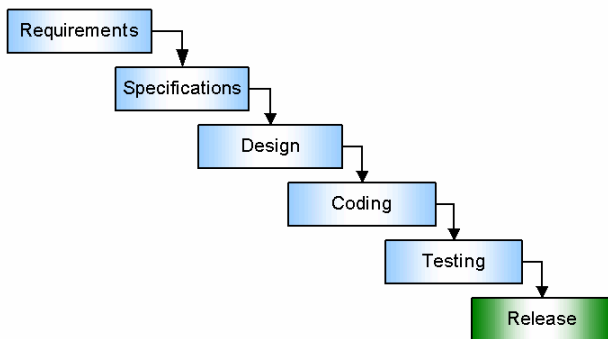 Requirements
Specifications
Design
Coding
Testing
Release